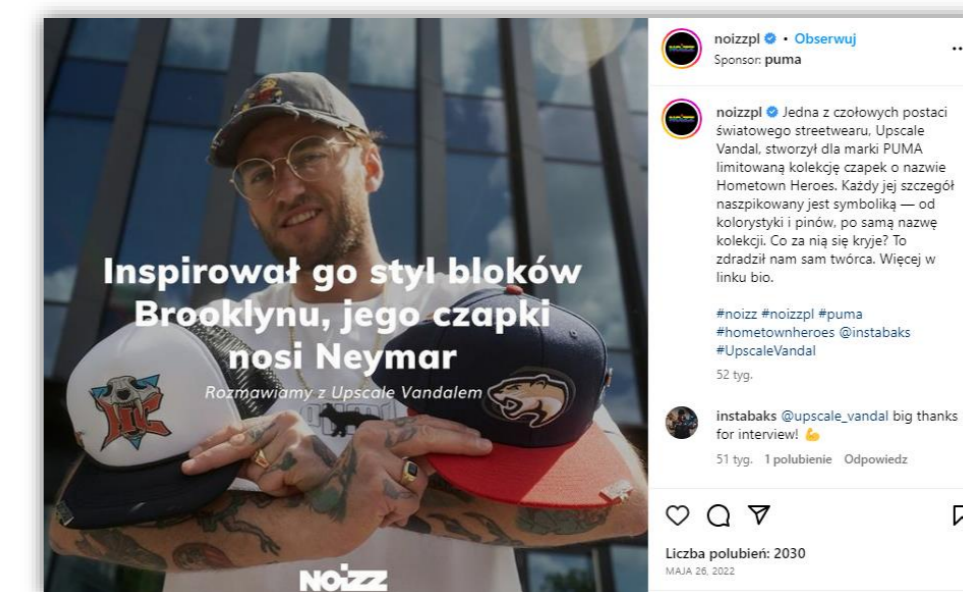 Inspirował go styl bloków
Brooklynu, jego czapki
nosi Neymar
Rozmawiamy z Upscale Vandalem
NOIZZ
noizzpl • Obserwuj
Sponsor: puma
noizzpl Jedna z czołowych postaci
światowego streetwearu, Upscale
Vandal, stworzył dla marki PUMA
limitowaną kolekcję czapek o nazwie
Hometown Heroes. Każdy jej szczegół
naszpikowany jest symboliką — od
kolorystyki i pinów, po samą nazwę
kolekcji. Co za nią się kryje? To
zdradził nam sam twórca. Więcej w
linku bio.
#noizz #noizzpl #puma
#hometownheroes @instabaks
#UpscaleVandal
52 tyg.
instabaks @upscale_vandal big thanks
for interview! 💪
51 tyg. 1 polubienie Odpowiedz
Liczba polubień: 2030
MAJA 26, 2022